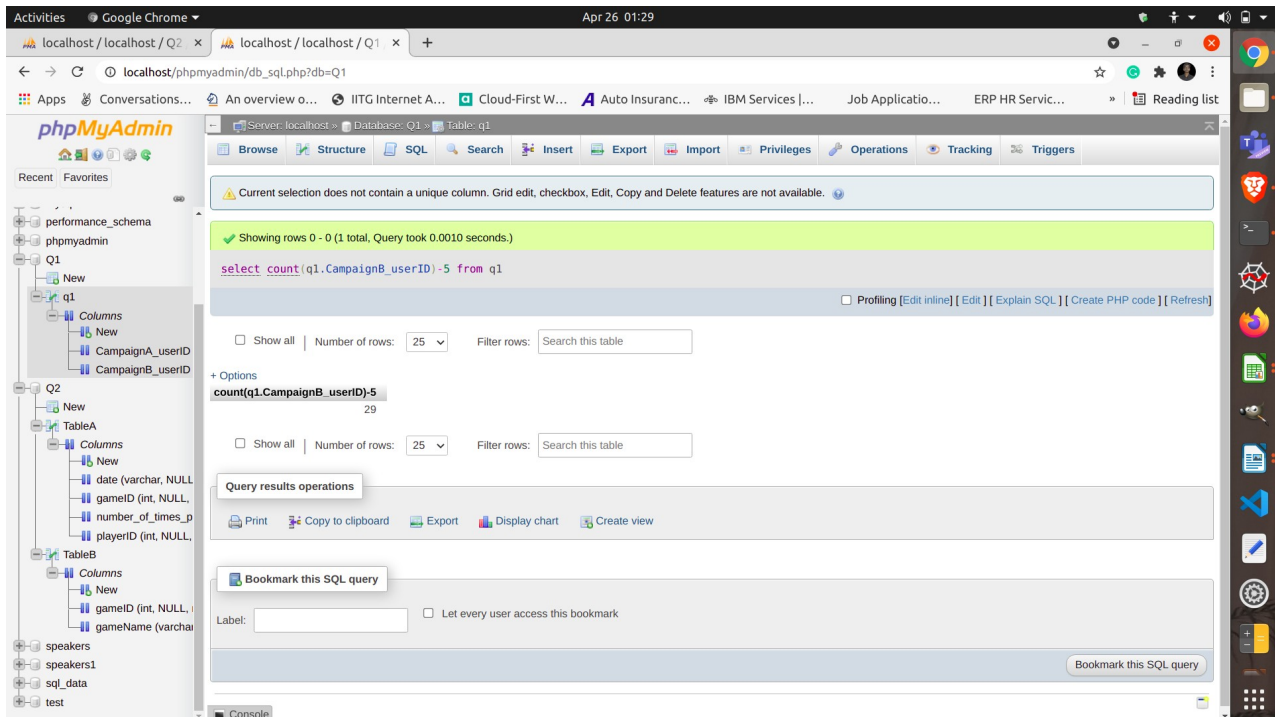 Activities Google Chrome Apr 26 01:29
localhost / localhost / Q2 localhost / localhost / Q1
localhost/phpmyadmin/db_sql.php?db=Q1
Apps Conversations... An overview o... IITG Internet A... Cloud-First W... Auto Insuranc... IBM Services |... Job Applicatio... ERP HR Servic... » Reading list
phpMyAdmin
Recent Favorites
performance_schema
phpmyadmin
Q1
New
q1
Columns
New
CampaignA_userID
CampaignB_userID
Q2
New
TableA
Columns
New
date (varchar, NULL
gameID (int, NULL,
number_of_times_p
playerID (int, NULL,
TableB
Columns
New
gameID (int, NULL,
gameName (varchar
speakers
speakers1
sql_data
test
Server: localhost » Database: Q1 » Table: q1
Browse Structure SQL Search Insert Export Import Privileges Operations Tracking Triggers
Current selection does not contain a unique column. Grid edit, checkbox, Edit, Copy and Delete features are not available.
Showing rows 0 - 0 (1 total, Query took 0.0010 seconds.)
select count(q1.CampaignB_userID)-5 from q1
Profiling [Edit inline] [ Edit ] [ Explain SQL ] [ Create PHP code ] [ Refresh]
Show all | Number of rows: 25 Filter rows: Search this table
+ Options
count(q1.CampaignB_userID)-5
29
Show all | Number of rows: 25 Filter rows: Search this table
Query results operations
Print Copy to clipboard Export Display chart Create view
Bookmark this SQL query
Label: Let every user access this bookmark
Bookmark this SQL query
Console